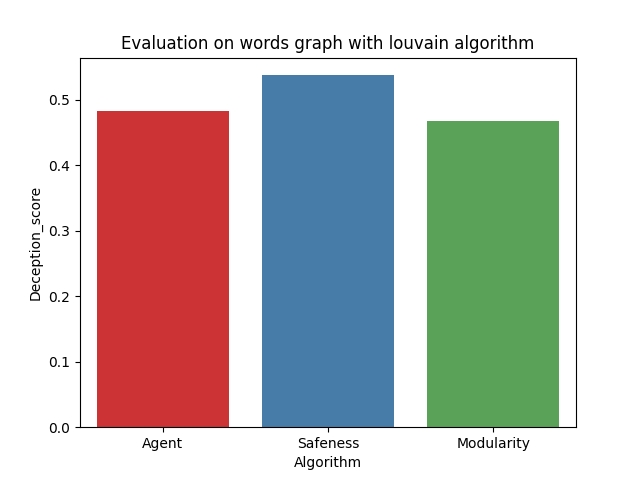 Evaluation on words graph with louvain algorithm
Deception_score
0.5
0.4
0.3
0.2
0.1
0.0
Agent
Safeness
Modularity
Algorithm